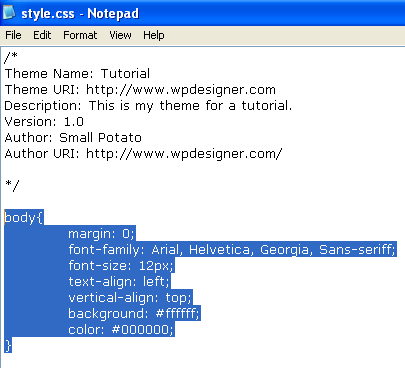 style.css - Notepad
File Edit Format View Help
/*
Theme Name: Tutorial
Theme URI: http://www.wpdesigner.com
Description: This is my theme for a tutorial.
Version: 1.0
Author: Small Potato
Author URI: http://www.wpdesigner.com/
*/
body{
margin: 0;
font-family: Arial, Helvetica, Georgia, Sans-seriff;
font-size: 12px;
text-align: left;
vertical-align: top;
background: #ffffff;
color: #000000;
}